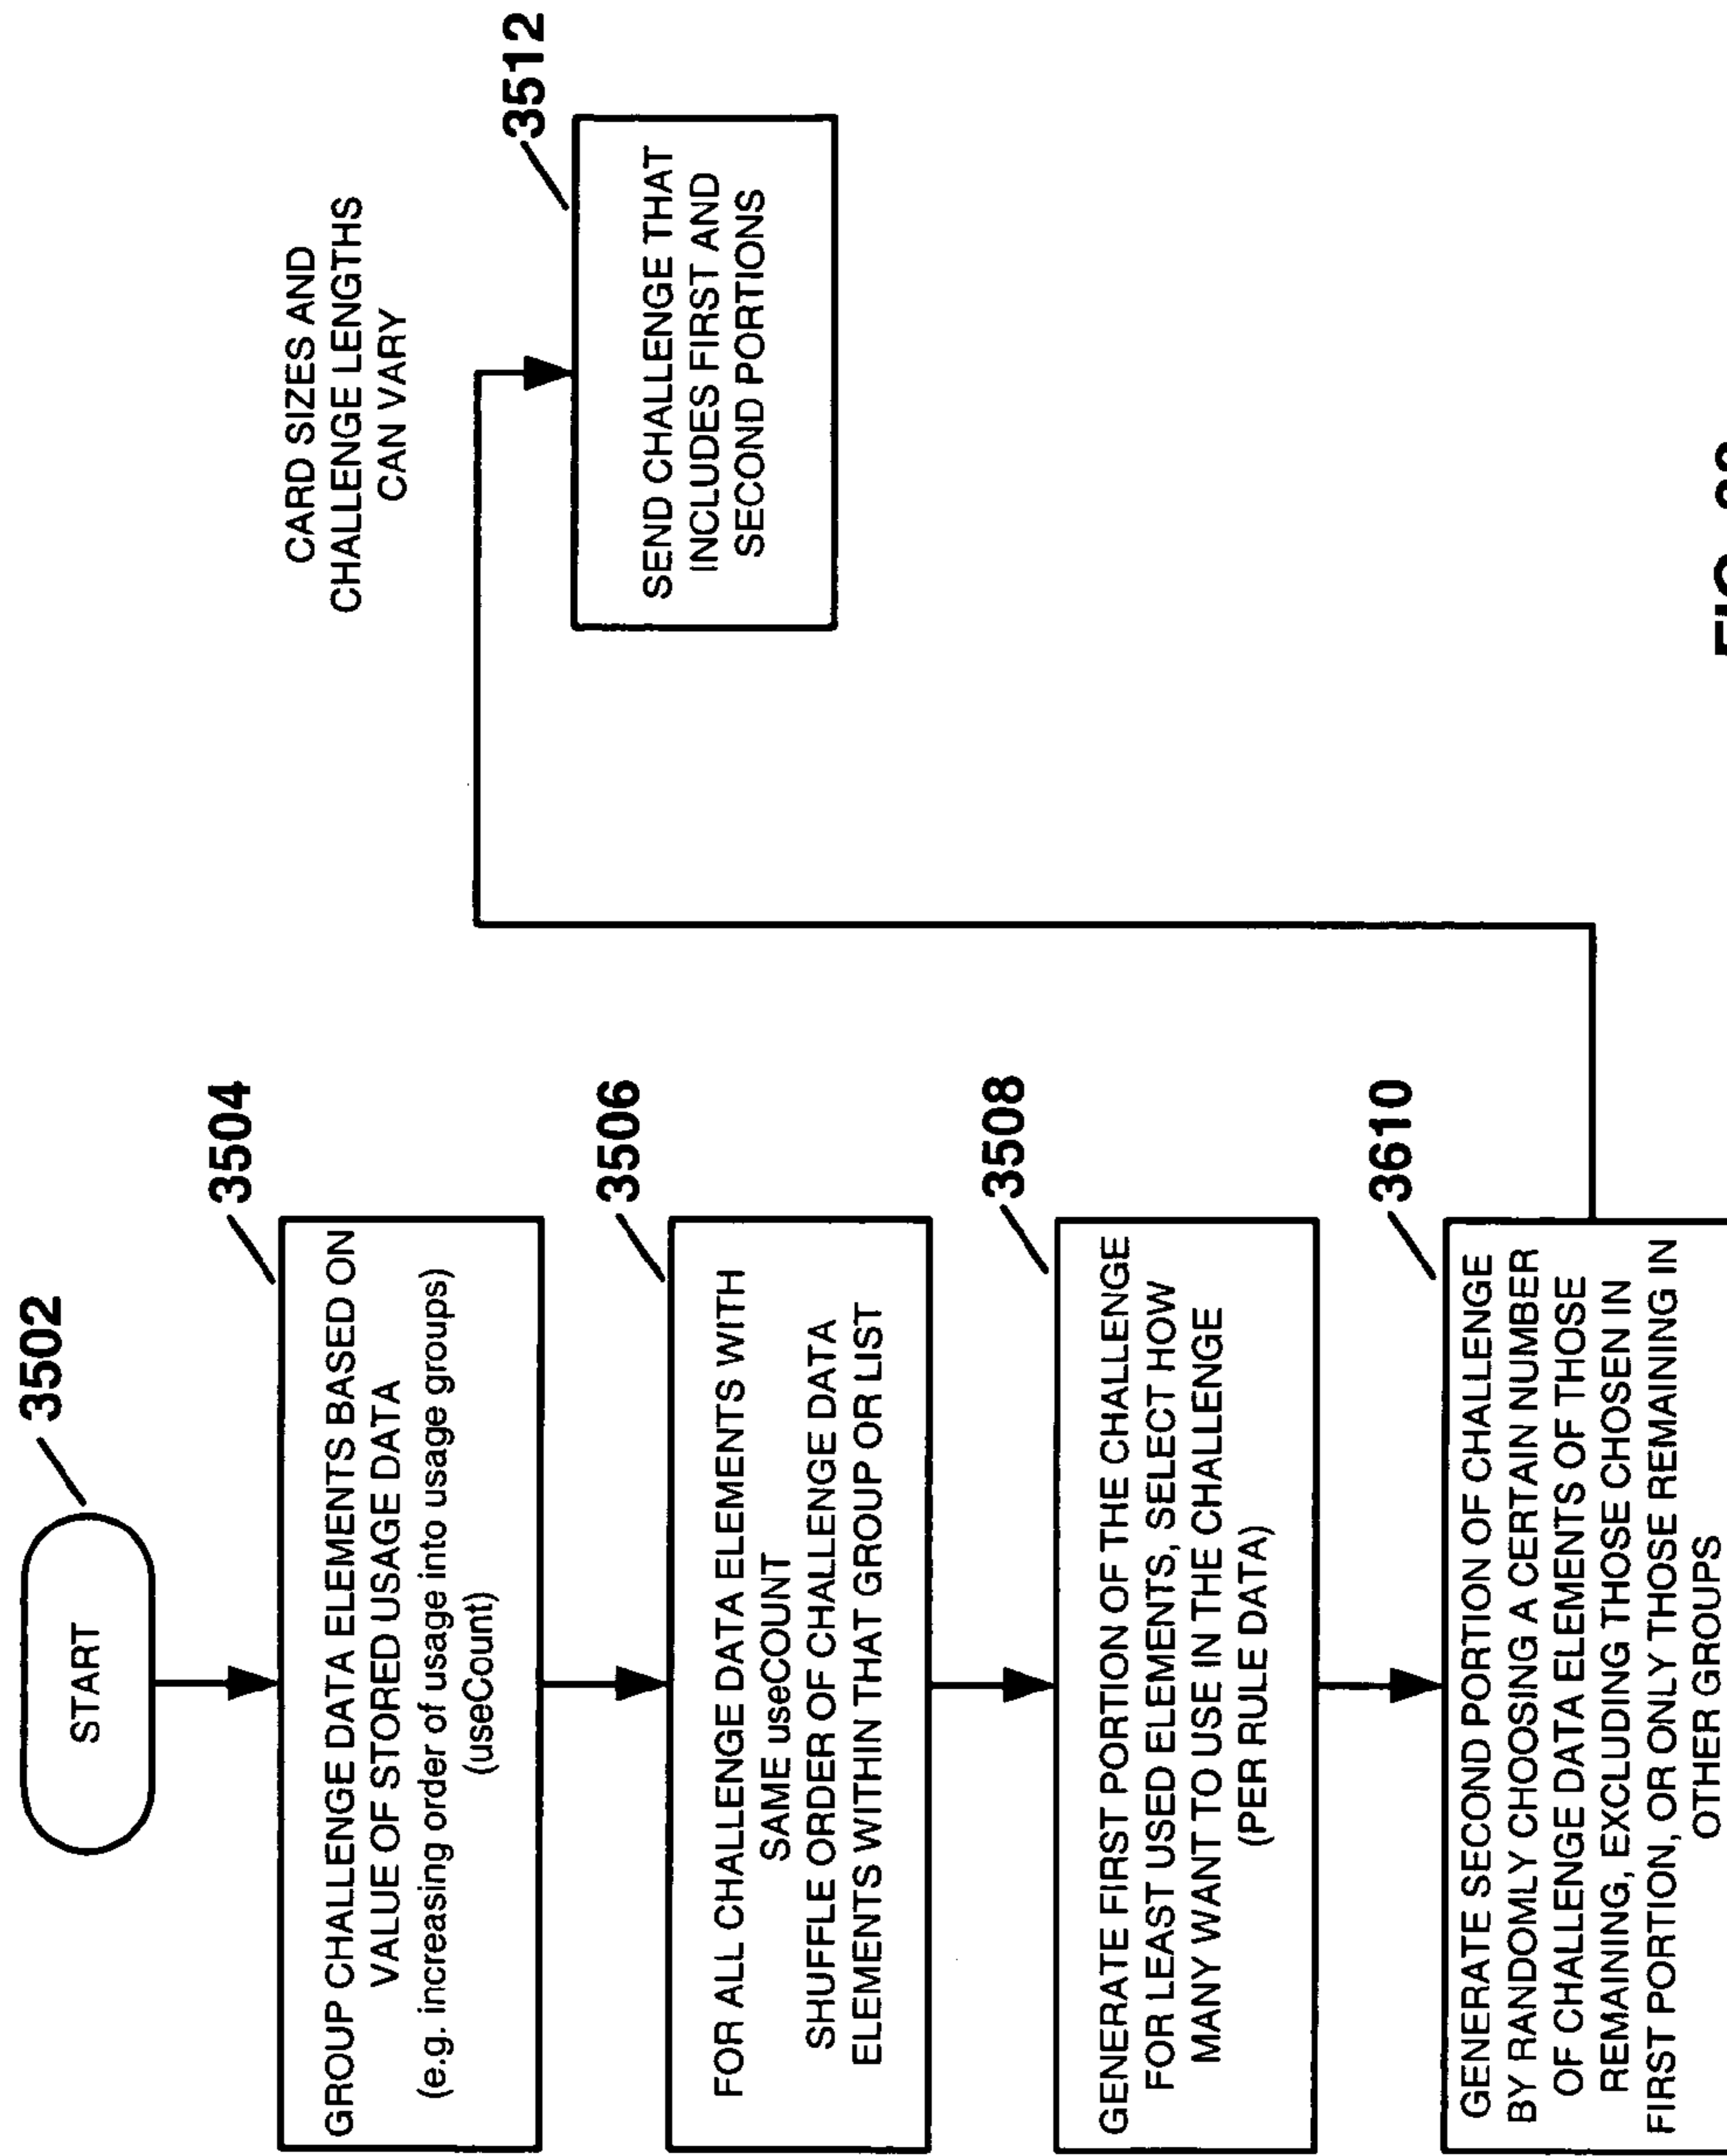 3502
START
3504
GROUP CHALLENGE DATA ELEMENTS BASED ON
VALUE OF STORED USAGE DATA
(e.g. increasing order of usage into usage groups)
(useCount)
3506
FOR ALL CHALLENGE DATA ELEMENTS WITH
SAME useCOUNT
SHUFFLE ORDER OF CHALLENGE DATA
ELEMENTS WITHIN THAT GROUP OR LIST
3508
GENERATE FIRST PORTION OF THE CHALLENGE
FOR LEAST USED ELEMENTS, SELECT HOW
MANY WANT TO USE IN THE CHALLENGE
(PER RULE DATA)
3610
GENERATE SECOND PORTION OF CHALLENGE
BY RANDOMLY CHOOSING A CERTAIN NUMBER
OF CHALLENGE DATA ELEMENTS OF THOSE
REMAINING, EXCLUDING THOSE CHOSEN IN
FIRST PORTION, OR ONLY THOSE REMAINING IN
OTHER GROUPS
CARD SIZES AND
CHALLENGE LENGTHS
CAN VARY
3512
SEND CHALLENGE THAT
INCLUDES FIRST AND
SECOND PORTIONS
FIG.